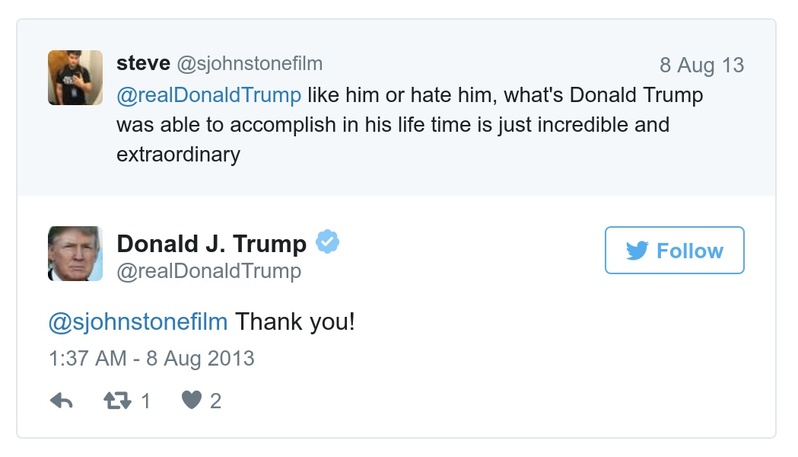 steve @sjohnstonefilm 8 Aug 13
@realDonaldTrump like him or hate him, what's Donald Trump
was able to accomplish in his life time is just incredible and
extraordinary
Donald J. Trump
@realDonaldTrump
Follow
@sjohnstonefilm Thank you!
1:37 AM - 8 Aug 2013
1 2